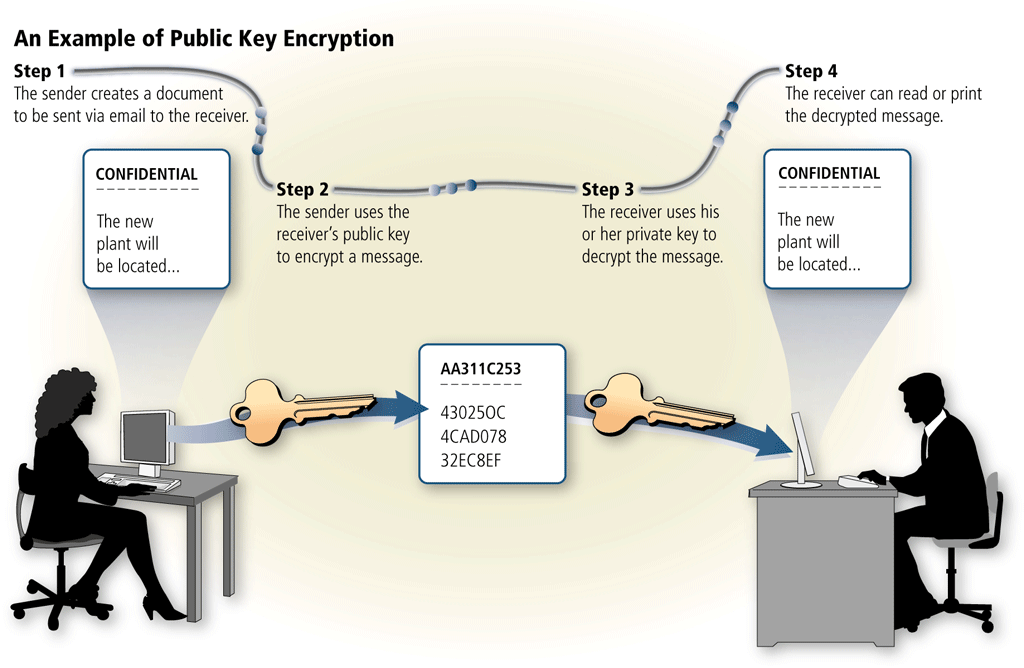 An Example of Public Key Encryption
Step 1
The sender creates a document
to be sent via email to the receiver.
CONFIDENTIAL
The new
plant will
be located...
Step 2
The sender uses the
receiver's public key
to encrypt a message.
AA311C253
43025OC
4CAD078
32EC8EF
Step 3
The receiver uses his
or her private key to
decrypt the message.
Step 4
The receiver can read or print
the decrypted message.
CONFIDENTIAL
The new
plant will
be located...